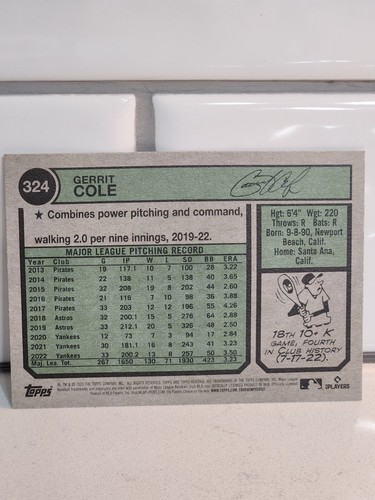 324
GERRIT
COLE
★ Combines power pitching and command,
walking 2.0 per nine innings, 2019-22.
MAJOR LEAGUE PITCHING RECORD
Year Club G IP W L SO BB ERA
2013 Pirates 19 117.1 10 7 100 28 3.22
2014 Pirates 22 138 11 5 138 40 3.65
2015 Pirates 32 208 19 8 202 44 2.60
2016 Pirates 21 116 7 10 98 36 3.88
2017 Pirates 33 203 12 12 196 55 4.26
2018 Astros 32 200.1 15 5 276 64 2.88
2019 Astros 33 212.1 20 5 326 48 2.50
2020 Yankees 12 73 7 3 94 17 2.84
2021 Yankees 30 181.1 16 8 243 41 3.23
2022 Yankees 33 200.2 13 8 257 50 3.50
Maj. Lea. Tot. 267 1650 130 71 1930 423 3.23
Hgt: 6'4" Wgt: 220
Throws: R Bats: R
Born: 9-8-90, Newport
Beach, Calif.
Home: Santa Ana,
Calif.
18TH 10+ K
GAME, FOURTH
IN CLUB HISTORY
(7-17-22).
Topps
PLAYERS